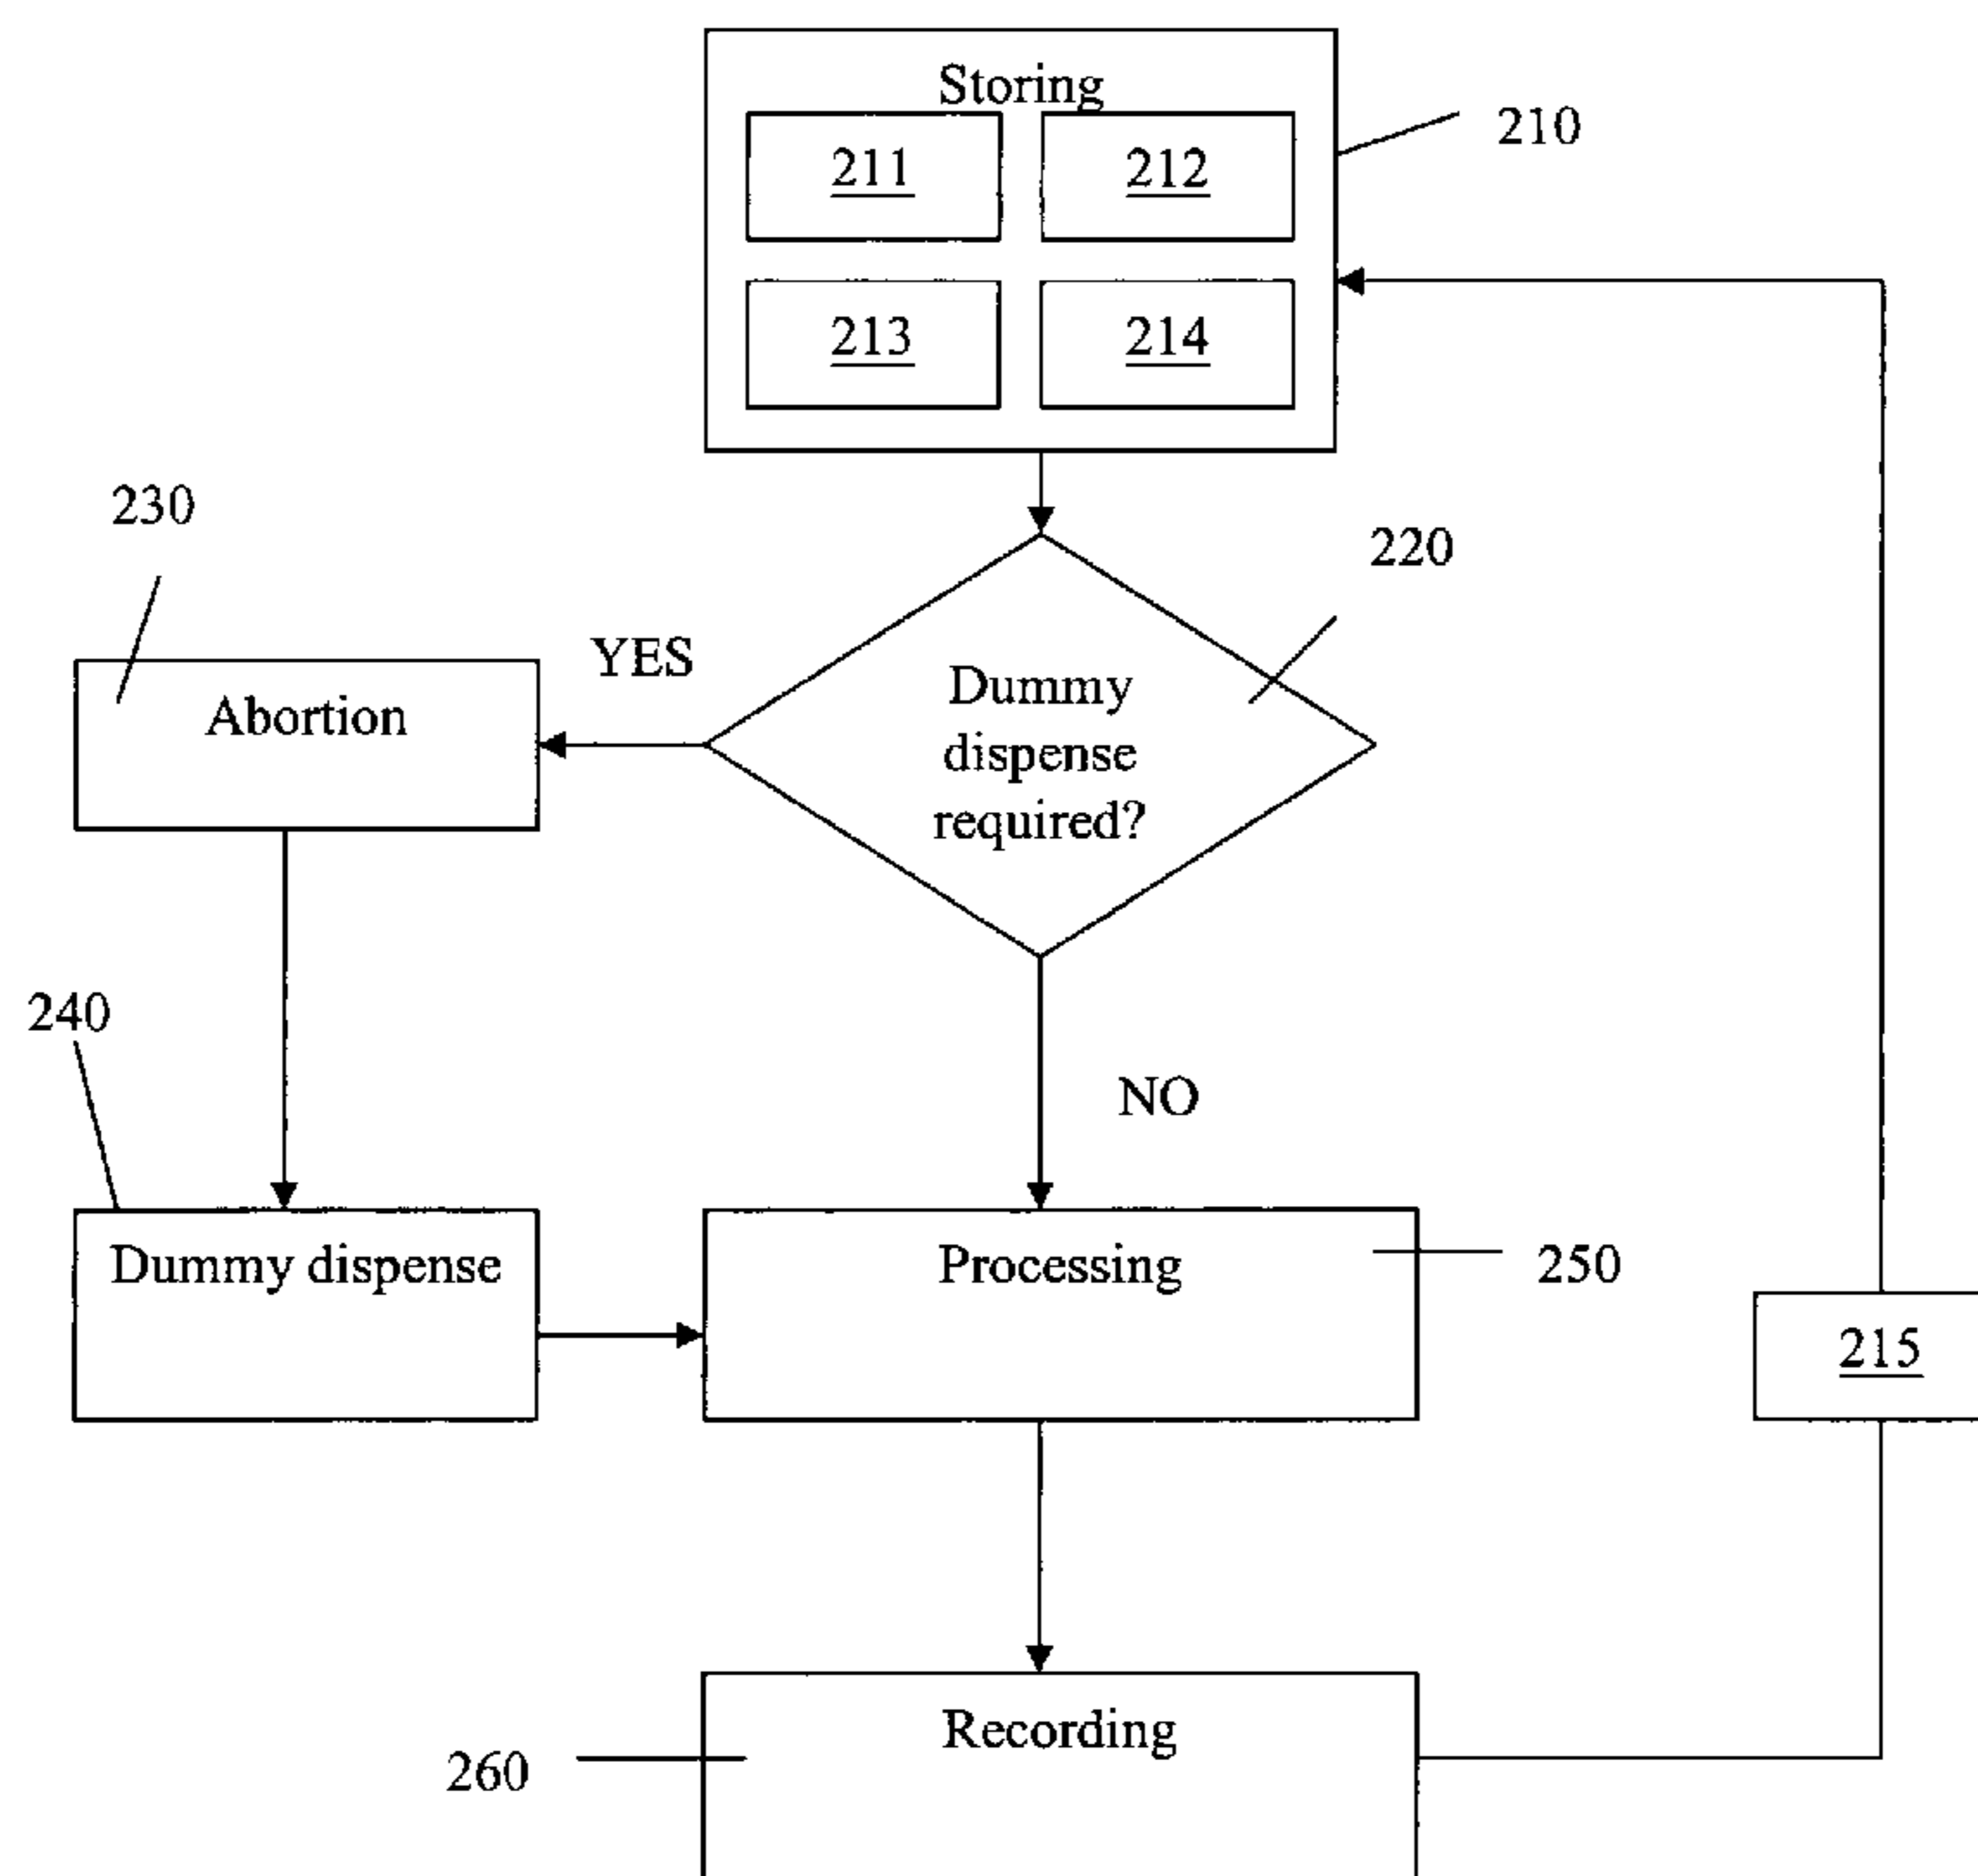 Storing
211
212
210
213
214
230
220
YES
Dummy
dispense
required?
Abortion
240
NO
Dummy dispense
Processing
250
215
Recording
260